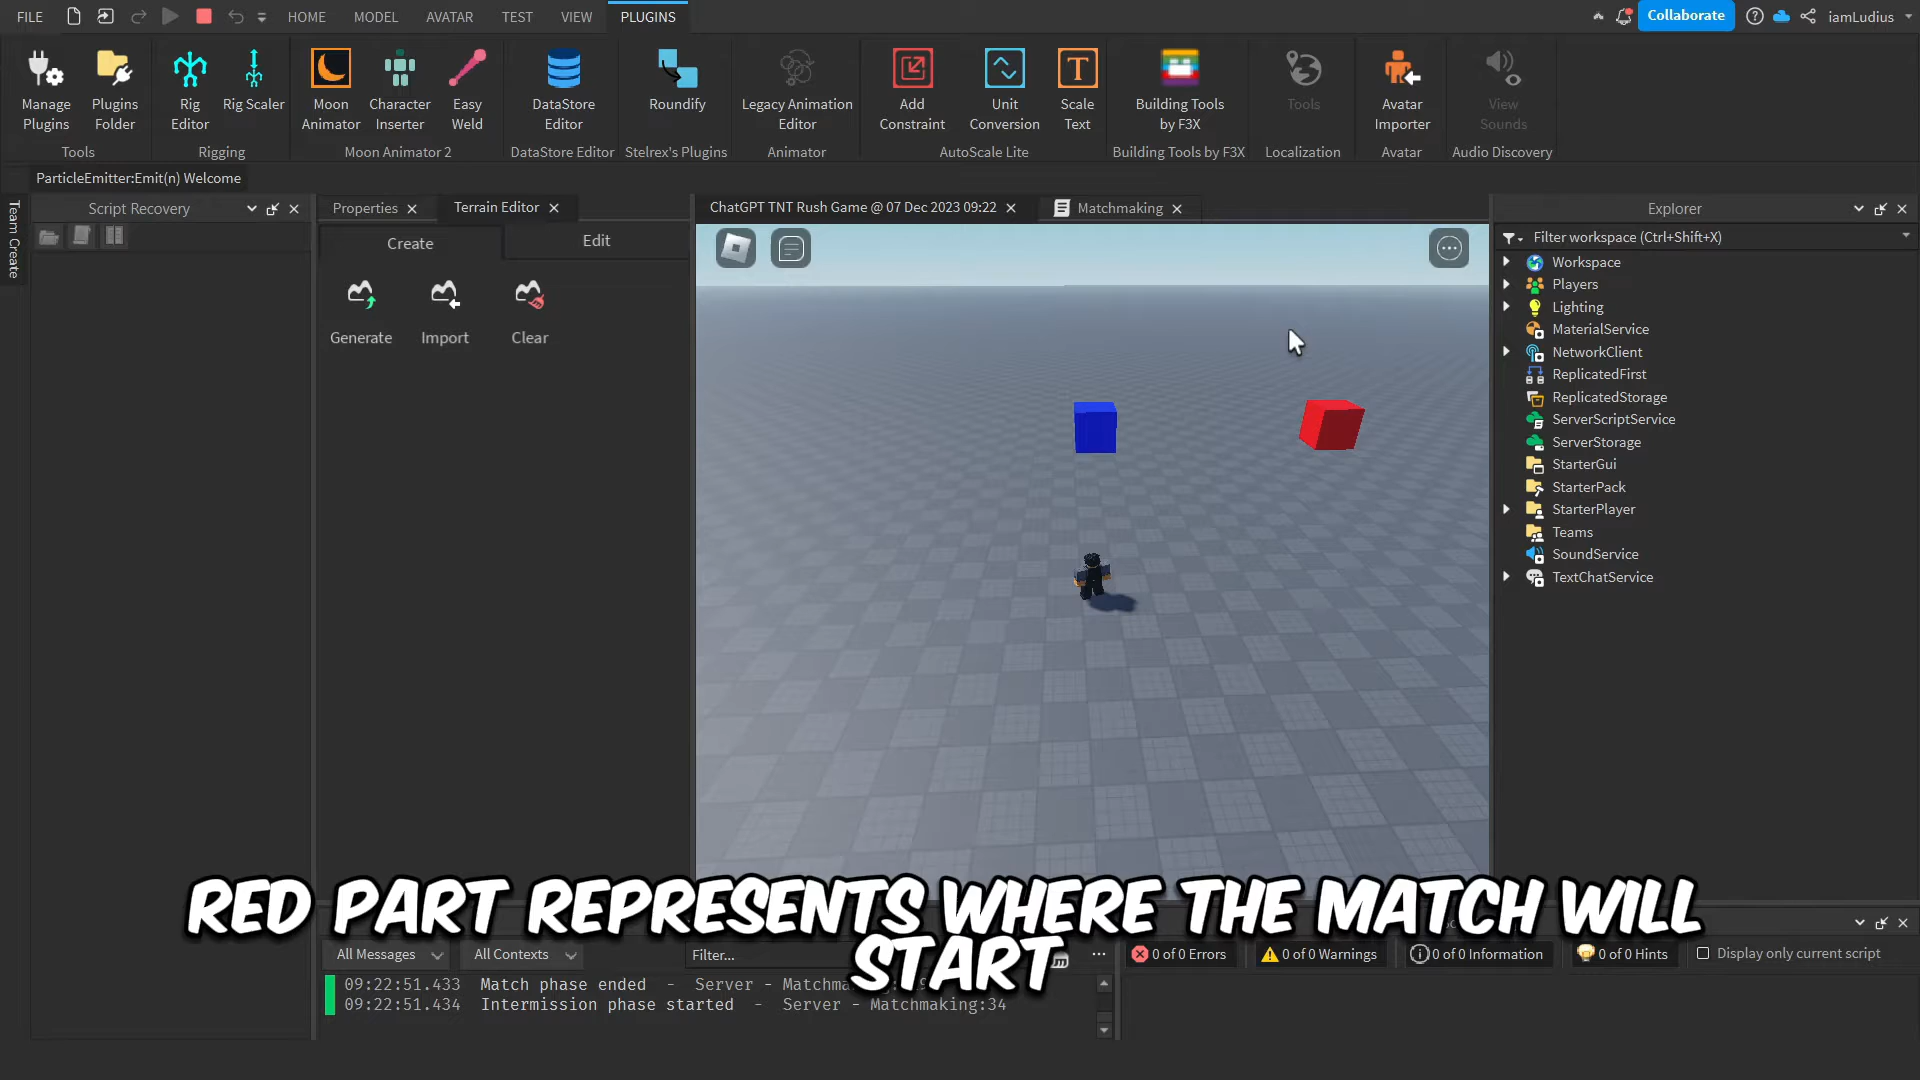 FILE HOME MODEL AVATAR TEST VIEW PLUGINS Collaborate iamLudius
Manage Plugins
Plugins Folder
Rig Editor
Rig Scaler
Moon Animator
Character Inserter
Easy Weld
DataStore Editor
Roundify
Legacy Animation Editor
Add Constraint
Unit Conversion
Scale Text
Building Tools by F3X
Tools
Avatar Importer
View Sounds
Tools Rigging Moon Animator 2 DataStore Editor Stelrex's Plugins Animator AutoScale Lite Building Tools by F3X Localization Avatar Audio Discovery
ParticleEmitter:Emit(n) Welcome
Team Create
Script Recovery
Properties Terrain Editor
Create Edit
Generate Import Clear
ChatGPT TNT Rush Game @ 07 Dec 2023 09:22 Matchmaking
Explorer
Filter workspace (Ctrl+Shift+X)
Workspace
Players
Lighting
MaterialService
NetworkClient
ReplicatedFirst
ReplicatedStorage
ServerScriptService
ServerStorage
StarterGui
StarterPack
StarterPlayer
Teams
SoundService
TextChatService
RED PART REPRESENTS WHERE THE MATCH WILL
START
All Messages All Contexts Filter... 0 of 0 Errors 0 of 0 Warnings 0 of 0 Information 0 of 0 Hints Display only current script
09:22:51.433 Match phase ended - Server -
09:22:51.434 Intermission phase started - Server - Matchmaking:34